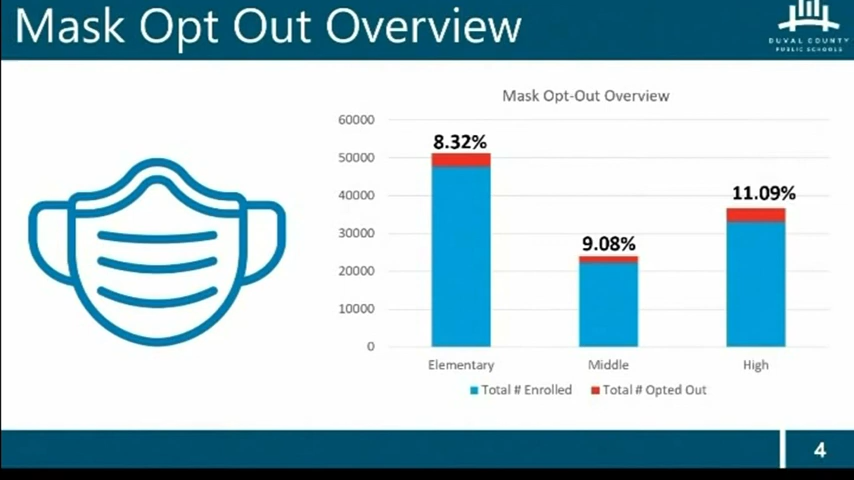 Mask Opt Out Overview
DUVAL COUNTY
PUBLIC SCHOOLS
Mask Opt-Out Overview
60000
50000
40000
30000
20000
10000
0
8.32%
9.08%
11.09%
Elementary
Middle
High
Total # Enrolled
Total # Opted Out
4